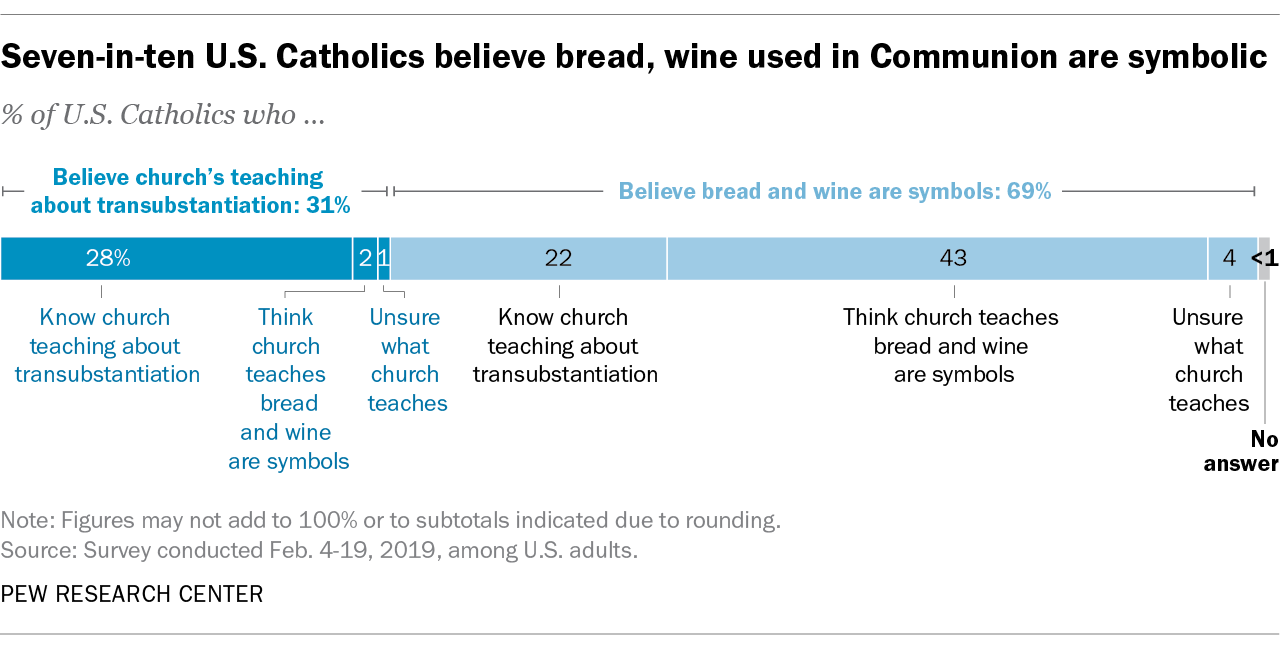 Seven-in-ten U.S. Catholics believe bread, wine used in Communion are symbolic
% of U.S. Catholics who ...
Believe church's teaching
about transubstantiation: 31%
Believe bread and wine are symbols: 69%
28% 2 1 22 43 4 <1
Know church
teaching about
transubstantiation
Think
church
teaches
bread
and wine
are symbols
Unsure
what
church
teaches
Know church
teaching about
transubstantiation
Think church teaches
bread and wine
are symbols
Unsure
what
church
teaches
No
answer
Note: Figures may not add to 100% or to subtotals indicated due to rounding.
Source: Survey conducted Feb. 4-19, 2019, among U.S. adults.
PEW RESEARCH CENTER